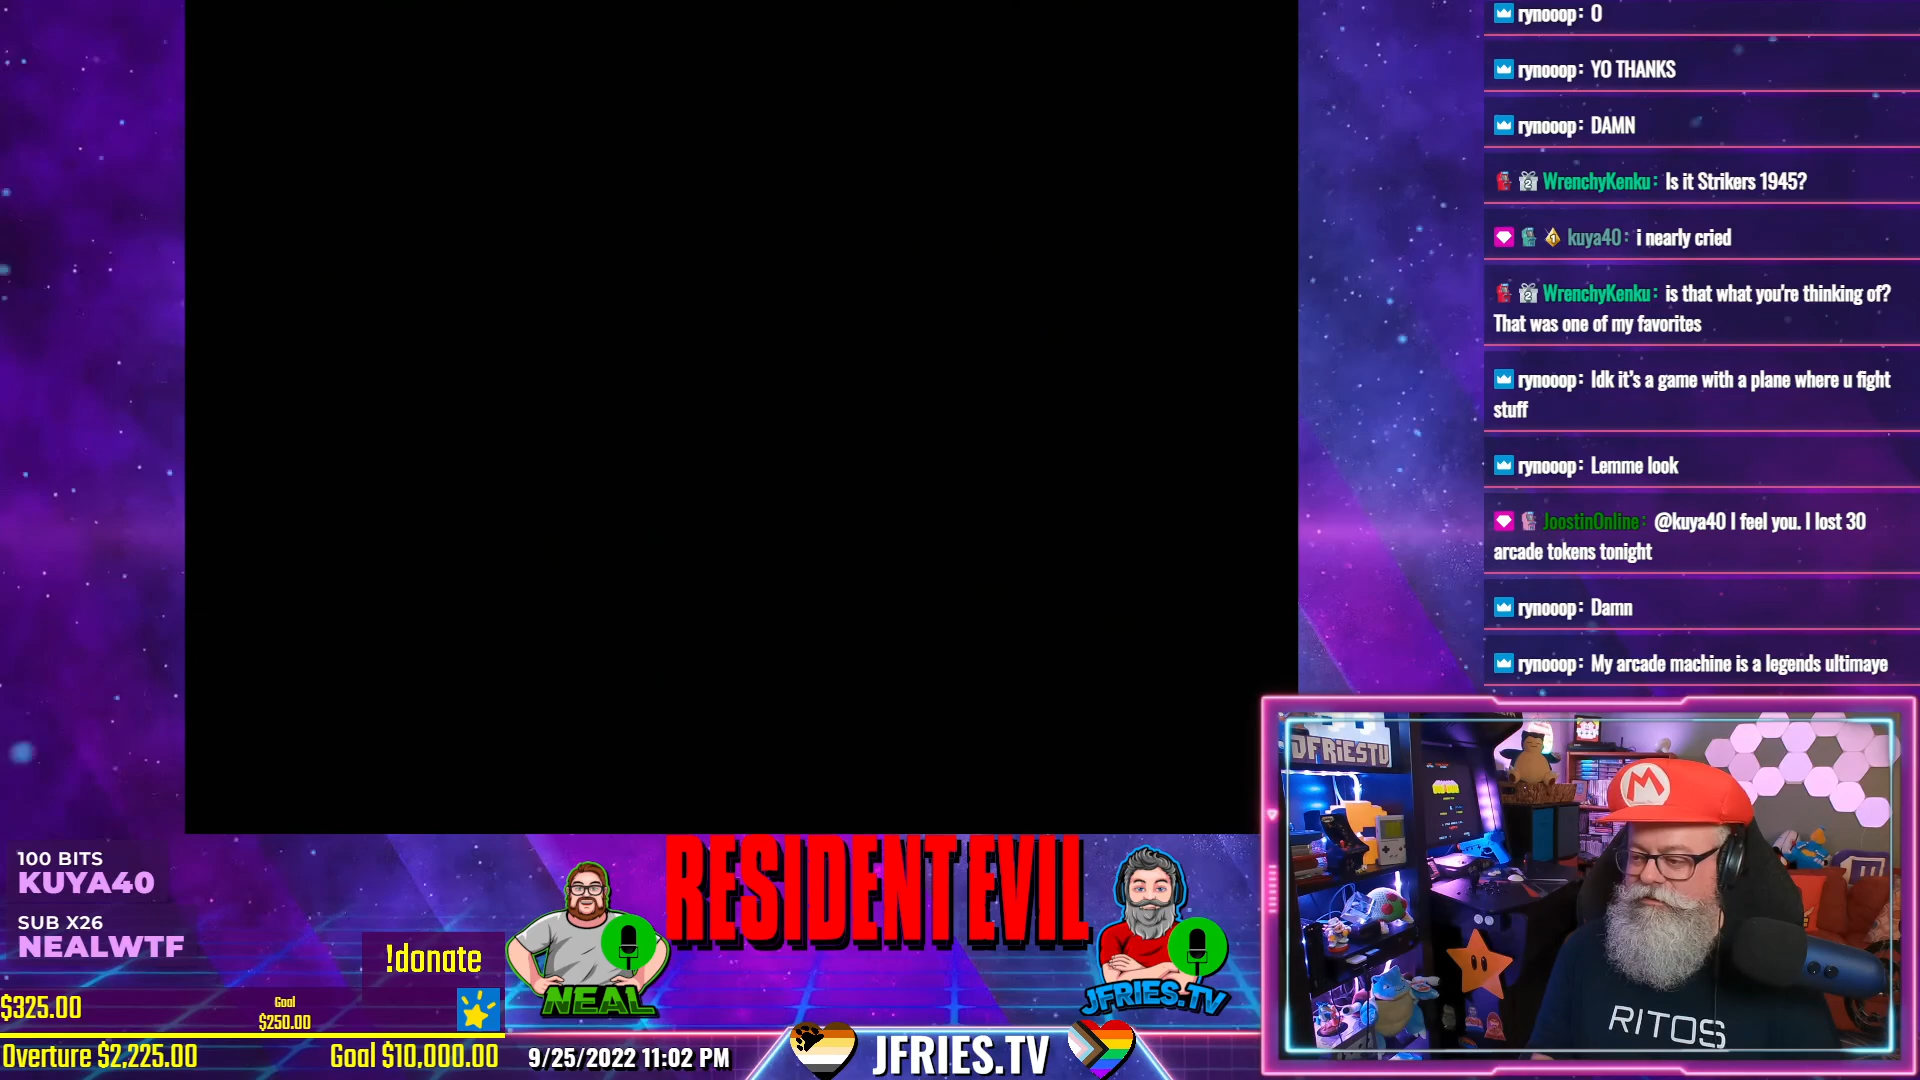 rynooop: O
rynooop: YO THANKS
rynooop: DAMN
WrenchyKenku: Is it Strikers 1945?
kuya40: i nearly cried
WrenchyKenku: is that what you're thinking of?
That was one of my favorites
rynooop: Idk it's a game with a plane where u fight
stuff
rynooop: Lemme look
JoostinOnline: @kuya40 I feel you. I lost 30
arcade tokens tonight
rynooop: Damn
rynooop: My arcade machine is a legends ultimaye
JFRIESTV
M
RITOS
100 BITS
KUYA40
SUB X26
NEALWTF
!donate
$325.00
Goal
$250.00
Overture $2,225.00
Goal $10,000.00
NEAL
RESIDENT EVIL
JFRIES.TV
9/25/2022 11:02 PM
JFRIES.TV